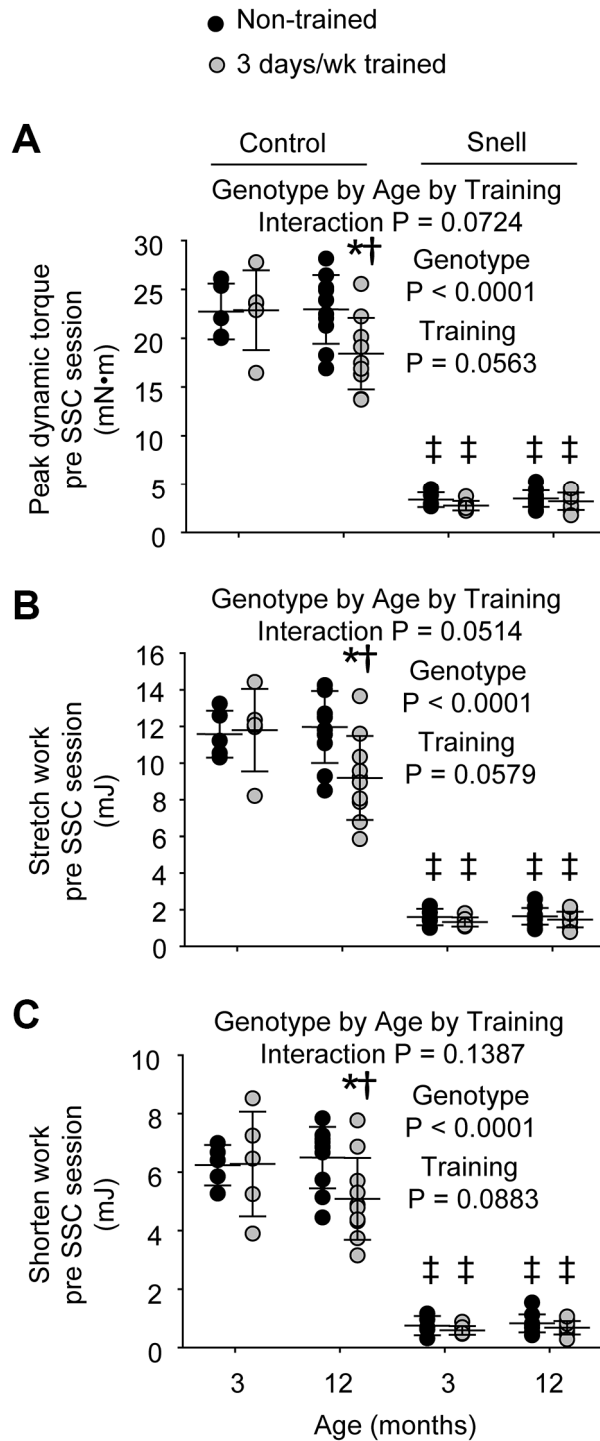 Non-trained
3 days/wk trained
A
Control Snell
Genotype by Age by Training
Interaction P = 0.0724
*†
Genotype
P < 0.0001
Training
P = 0.0563
‡ ‡ ‡ ‡
Peak dynamic torque
pre SSC session
(mN•m)
30
25
20
15
10
5
0
B
Genotype by Age by Training
Interaction P = 0.0514
*†
Genotype
P < 0.0001
Training
P = 0.0579
‡ ‡ ‡ ‡
Stretch work
pre SSC session
(mJ)
16
14
12
10
8
6
4
2
0
C
Genotype by Age by Training
Interaction P = 0.1387
*†
Genotype
P < 0.0001
Training
P = 0.0883
‡ ‡ ‡ ‡
Shorten work
pre SSC session
(mJ)
10
8
6
4
2
0
3 12 3 12
Age (months)